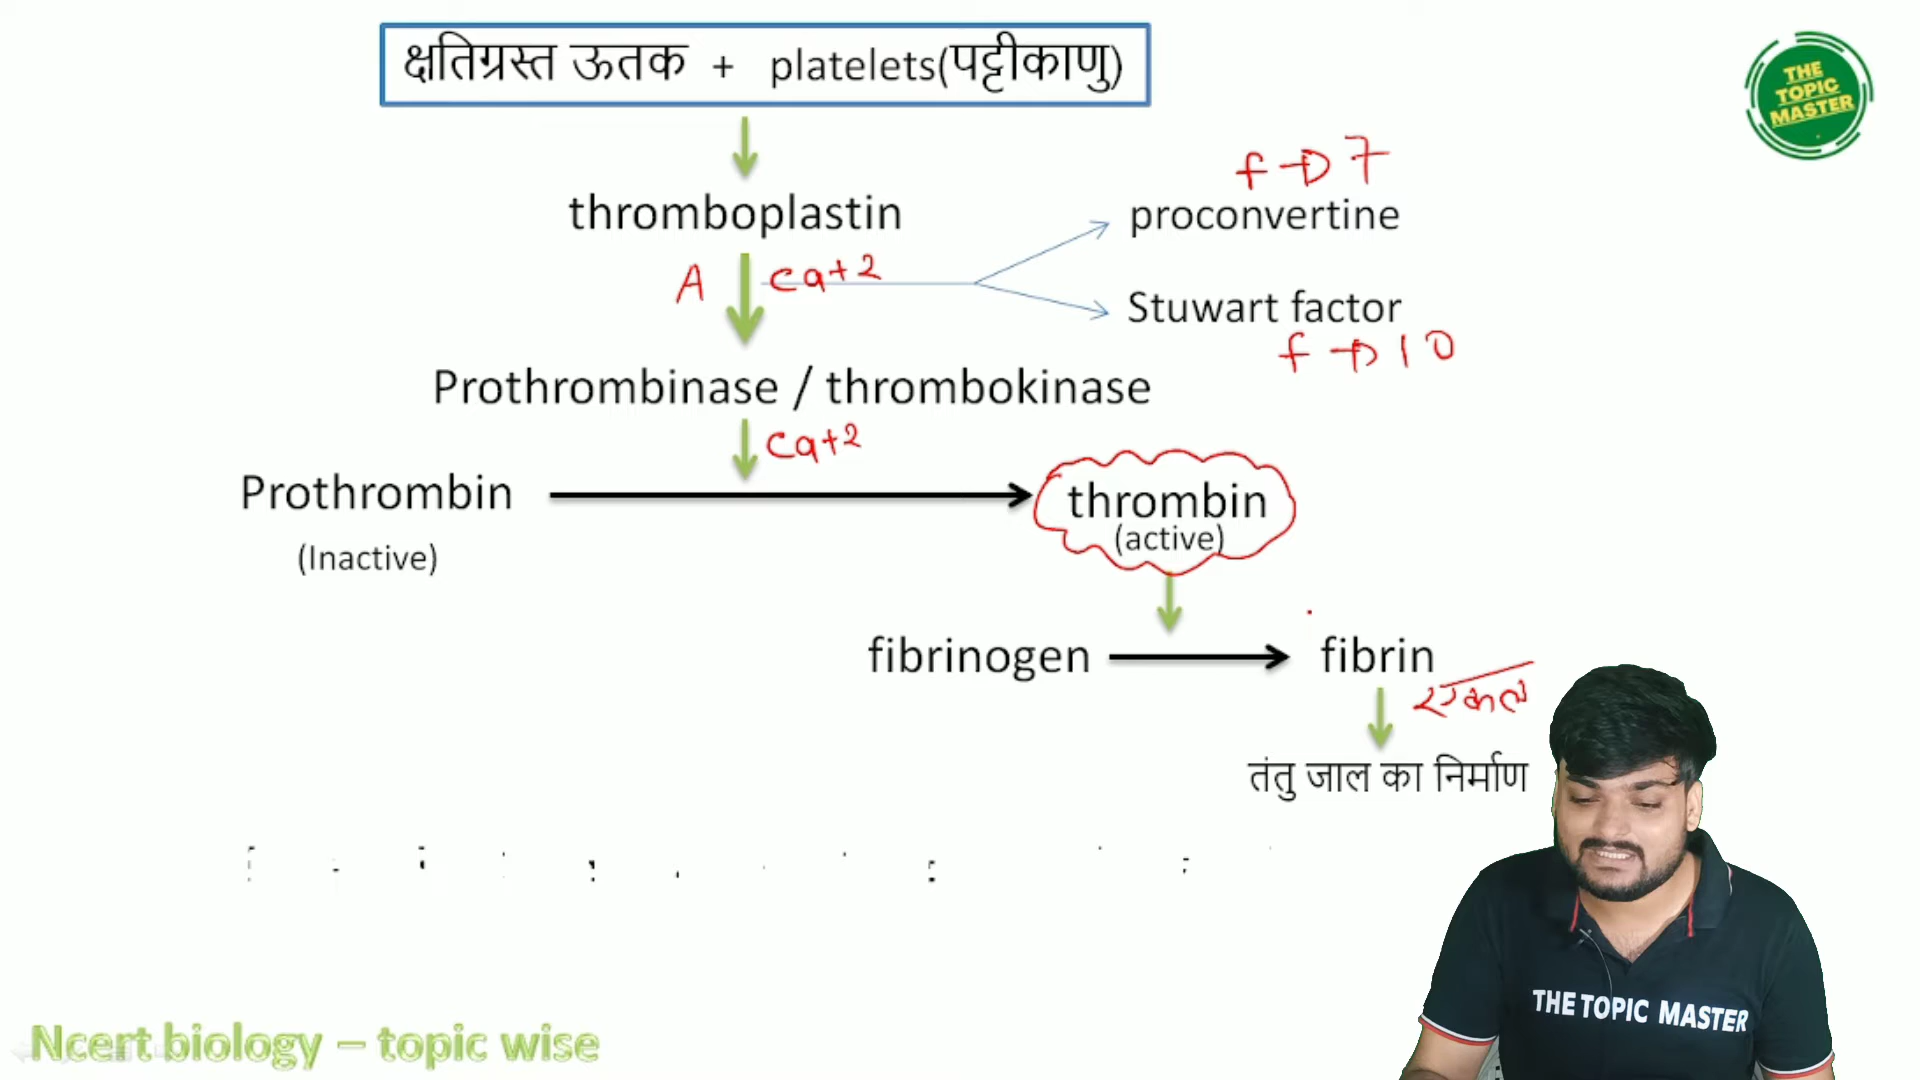 क्षतिग्रस्त ऊतक + platelets(पट्टीकाणु)
THE
TOPIC
MASTER
f → 7
thromboplastin
proconvertine
A
Ca+2
Stuwart factor
f → 10
Prothrombinase / thrombokinase
Ca+2
Prothrombin
thrombin
(active)
(Inactive)
fibrinogen
fibrin
एकल
तंतु जाल का निर्माण
THE TOPIC MASTER
Ncert biology – topic wise